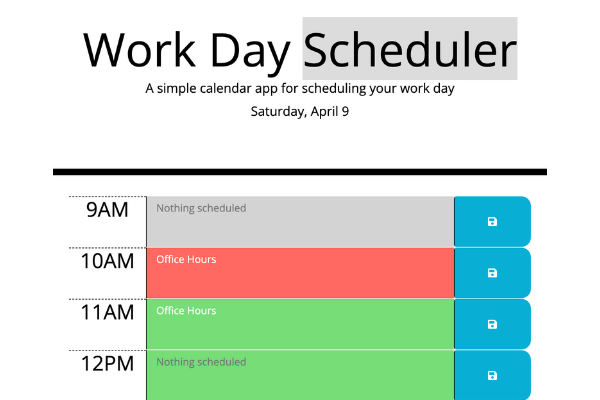 Work Day Scheduler
A simple calendar app for scheduling your work day
Saturday, April 9
9AM Nothing scheduled
10AM Office Hours
11AM Office Hours
12PM Nothing scheduled